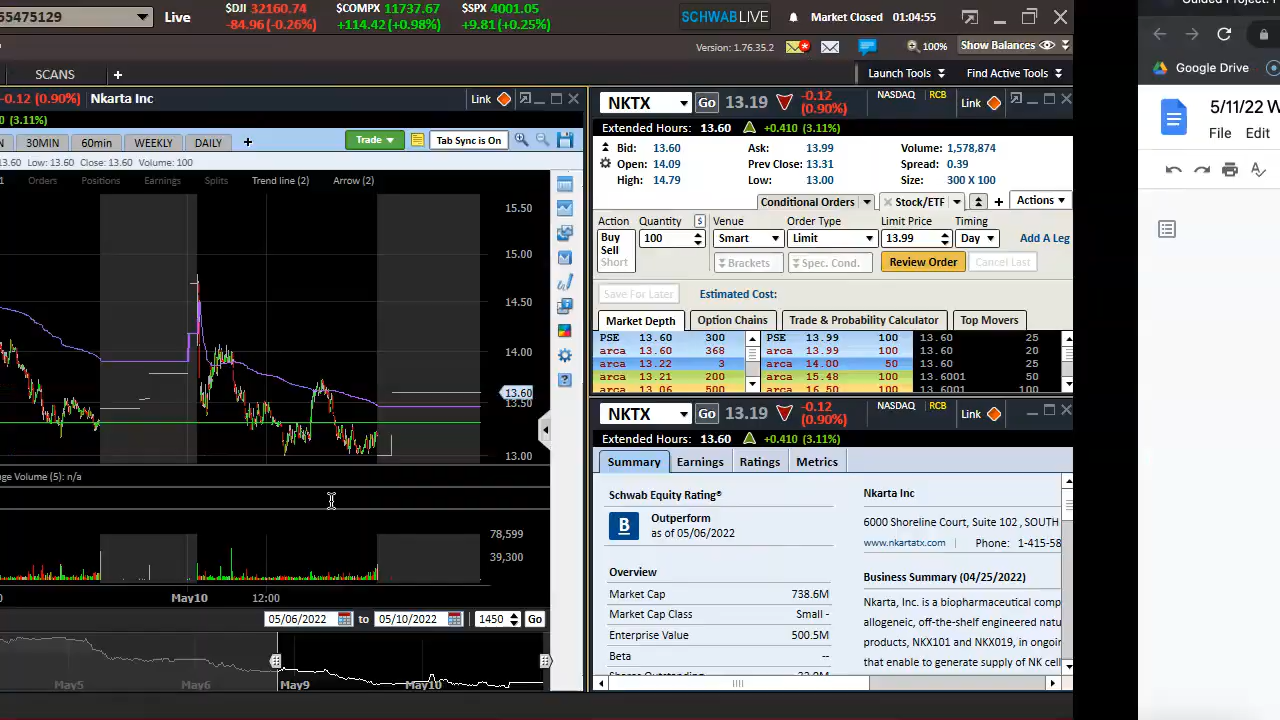 55475129
Live
$DJI 32160.74
-84.96 (-0.26%)
$COMPX 11737.67
+114.42 (+0.98%)
$SPX 4001.05
+9.81 (+0.25%)
SCHWABLIVE
Market Closed
01:04:55
Version: 1.76.35.2
100%
Show Balances
SCANS
+
Launch Tools
Find Active Tools
-0.12 (0.90%)
Nkarta Inc
Link
(3.11%)
30MIN
60min
WEEKLY
DAILY
+
Trade
Tab Sync is On
13.60 Low: 13.60 Close: 13.60 Volume: 100
Orders
Positions
Earnings
Splits
Trend line (2)
Arrow (2)
15.50
15.00
14.50
14.00
13.60
13.50
13.00
ge Volume (5): n/a
78,599
39,300
May10
12:00
05/06/2022
to
05/10/2022
1450
Go
May5
May6
May9
May10
NKTX
Go
13.19
-0.12
(0.90%)
NASDAQ
RCB
Link
Extended Hours: 13.60 +0.410 (3.11%)
Bid: 13.60 Ask: 13.99 Volume: 1,578,874
Open: 14.09 Prev Close: 13.31 Spread: 0.39
High: 14.79 Low: 13.00 Size: 300 X 100
Conditional Orders
Stock/ETF
+
Actions
Action
Quantity
$
Venue
Order Type
Limit Price
Timing
Buy
Sell
Short
100
Smart
Limit
13.99
Day
Add A Leg
Brackets
Spec. Cond.
Review Order
Cancel Last
Save For Later
Estimated Cost:
Market Depth
Option Chains
Trade & Probability Calculator
Top Movers
PSE 13.60 300 PSE 13.99 100 13.60 25
arca 13.60 368 arca 13.99 100 13.60 20
arca 13.22 3 arca 14.00 50 13.60 25
arca 13.21 200 arca 15.48 100 13.6001 50
arca 13.06 500 arca 16.50 100 13.6001 100
NKTX
Go
13.19
-0.12
(0.90%)
NASDAQ
RCB
Link
Extended Hours: 13.60 +0.410 (3.11%)
Summary
Earnings
Ratings
Metrics
Schwab Equity Rating®
B
Outperform
as of 05/06/2022
Overview
Market Cap 738.6M
Market Cap Class Small -
Enterprise Value 500.5M
Beta --
Nkarta Inc
6000 Shoreline Court, Suite 102 , SOUTH
www.nkartatx.com | Phone: 1-415-58
Business Summary (04/25/2022)
Nkarta, Inc. is a biopharmaceutical comp
allogeneic, off-the-shelf engineered natu
products, NKX101 and NKX019, in ongoir
that enable to generate supply of NK cell
Google Drive
5/11/22 W
File
Edit